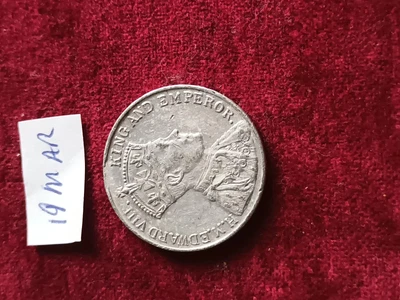 19 MAR
H.M.EDWARD VIII. KING AND EMPEROR.